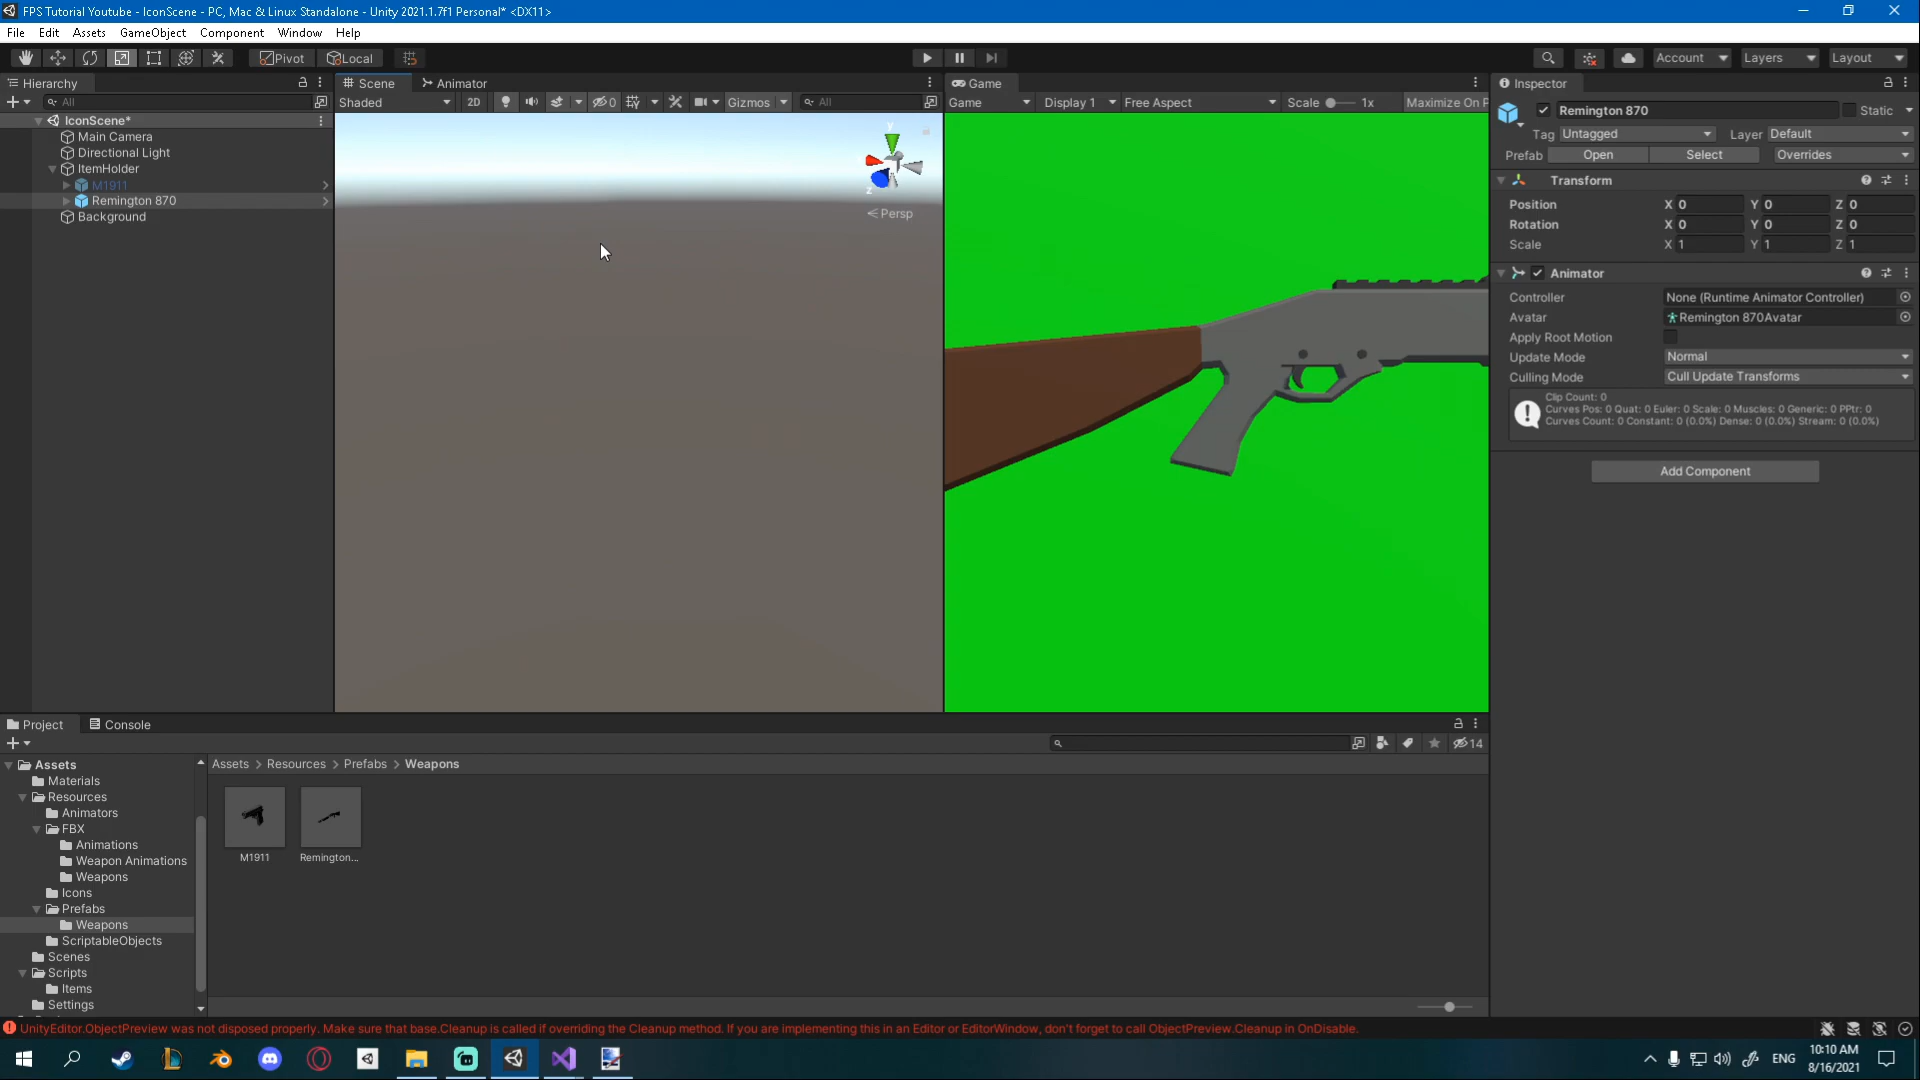 FPS Tutorial Youtube - IconScene - PC, Mac & Linux Standalone - Unity 2021.1.7f1 Personal* <DX11>
File Edit Assets GameObject Component Window Help
Pivot Local Account Layers Layout
Hierarchy
All
IconScene*
Main Camera
Directional Light
ItemHolder
M1911
Remington 870
Background
Scene Animator
Shaded 2D 0 Gizmos All
y
z
Persp
Game
Game Display 1 Free Aspect Scale 1x Maximize On P
Inspector
Remington 870 Static
Tag Untagged Layer Default
Prefab Open Select Overrides
Transform
Position X 0 Y 0 Z 0
Rotation X 0 Y 0 Z 0
Scale X 1 Y 1 Z 1
Animator
Controller None (Runtime Animator Controller)
Avatar Remington 870Avatar
Apply Root Motion
Update Mode Normal
Culling Mode Cull Update Transforms
Clip Count: 0
Curves Pos: 0 Quat: 0 Euler: 0 Scale: 0 Muscles: 0 Generic: 0 PPtr: 0
Curves Count: 0 Constant: 0 (0.0%) Dense: 0 (0.0%) Stream: 0 (0.0%)
Add Component
Project Console
14
Assets
Materials
Resources
Animators
FBX
Animations
Weapon Animations
Weapons
Icons
Prefabs
Weapons
ScriptableObjects
Scenes
Scripts
Items
Settings
Assets > Resources > Prefabs > Weapons
M1911 Remington...
UnityEditor.ObjectPreview was not disposed properly. Make sure that base.Cleanup is called if overriding the Cleanup method. If you are implementing this in an Editor or EditorWindow, don't forget to call ObjectPreview.Cleanup in OnDisable.
ENG
10:10 AM
8/16/2021